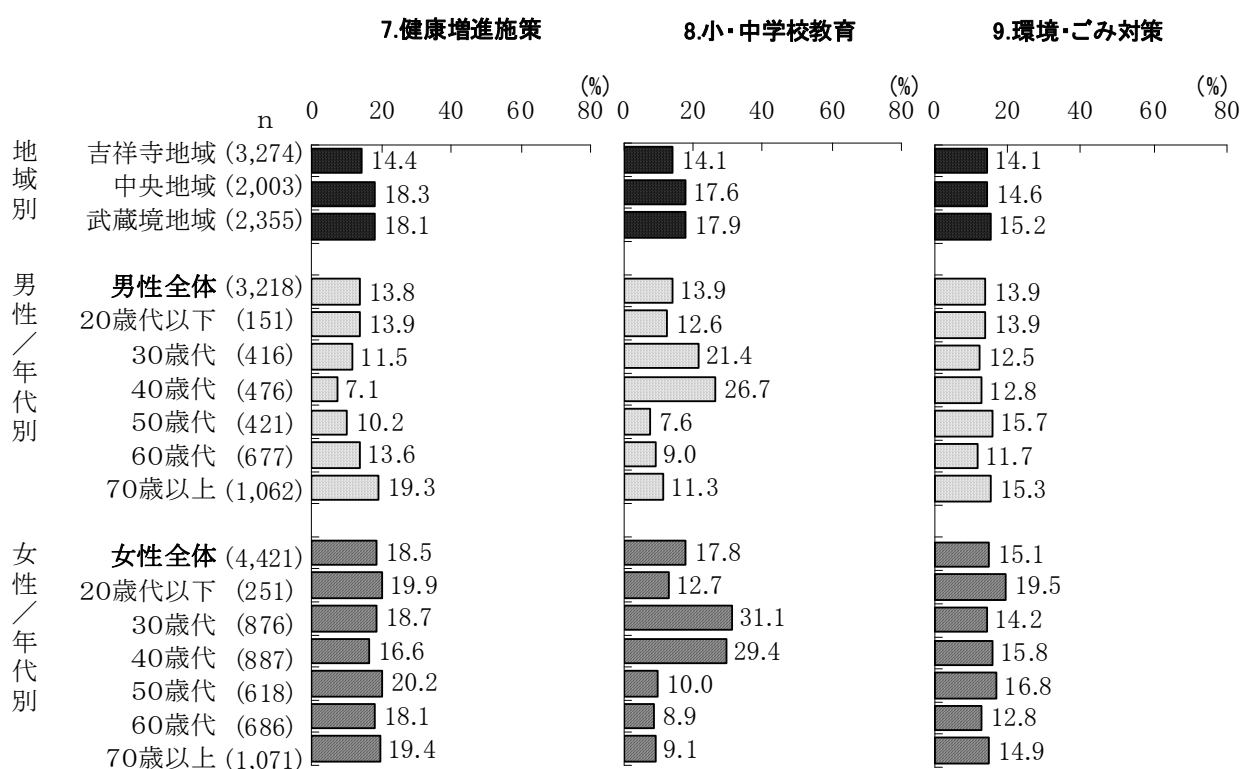 7.健康増進施策 8.小・中学校教育 9.環境・ごみ対策
(%) (%) (%)
n 0 20 40 60 80 0 20 40 60 80 0 20 40 60 80
地域別
吉祥寺地域 (3,274) 14.4 14.1 14.1
中央地域 (2,003) 18.3 17.6 14.6
武蔵境地域 (2,355) 18.1 17.9 15.2
男性／年代別
男性全体 (3,218) 13.8 13.9 13.9
20歳代以下 (151) 13.9 12.6 13.9
30歳代 (416) 11.5 21.4 12.5
40歳代 (476) 7.1 26.7 12.8
50歳代 (421) 10.2 7.6 15.7
60歳代 (677) 13.6 9.0 11.7
70歳以上 (1,062) 19.3 11.3 15.3
女性／年代別
女性全体 (4,421) 18.5 17.8 15.1
20歳代以下 (251) 19.9 12.7 19.5
30歳代 (876) 18.7 31.1 14.2
40歳代 (887) 16.6 29.4 15.8
50歳代 (618) 20.2 10.0 16.8
60歳代 (686) 18.1 8.9 12.8
70歳以上 (1,071) 19.4 9.1 14.9